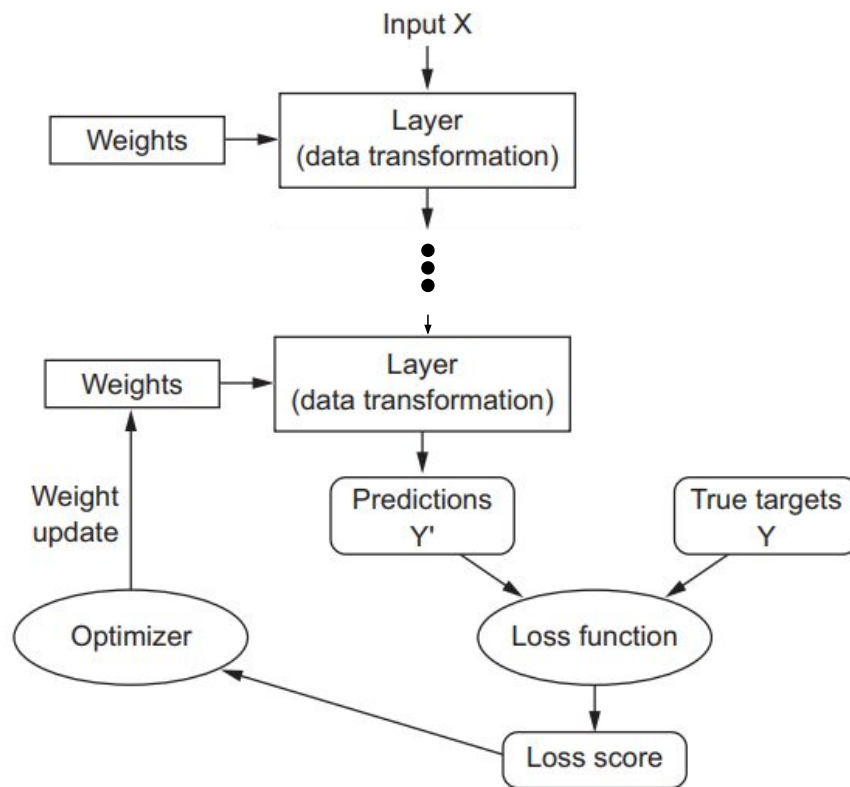 Input X
Weights
Layer
(data transformation)
Weights
Layer
(data transformation)
Weight
update
Predictions
Y'
True targets
Y
Optimizer
Loss function
Loss score